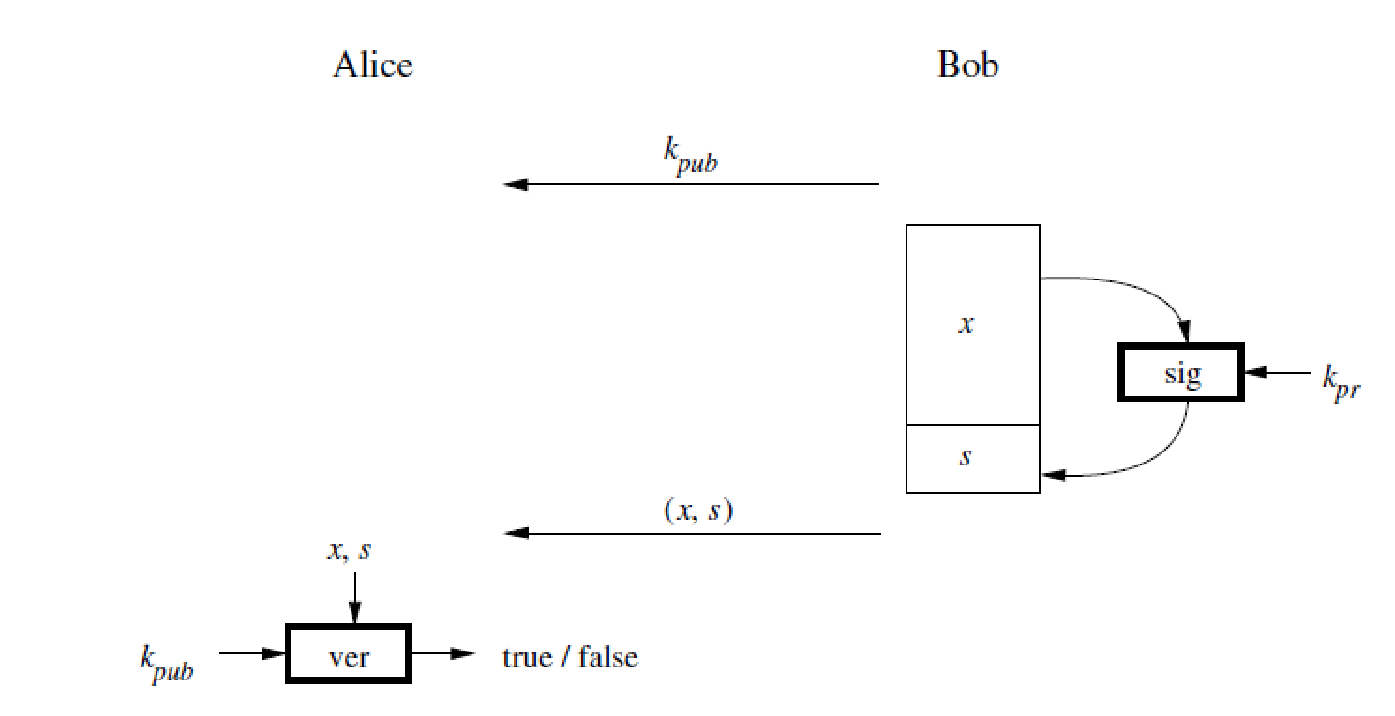 Alice Bob
k_pub
x
sig
k_pr
s
(x, s)
x, s
k_pub
ver
true / false